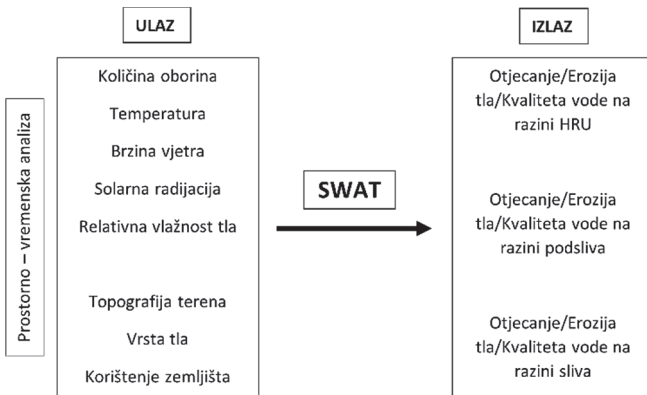 ULAZ
Prostorno – vremenska analiza
Količina oborina
Temperatura
Brzina vjetra
Solarna radijacija
Relativna vlažnost tla
Topografija terena
Vrsta tla
Korištenje zemljišta
SWAT
IZLAZ
Otjecanje/Erozija
tla/Kvaliteta vode na
razini HRU
Otjecanje/Erozija
tla/Kvaliteta vode na
razini podsliva
Otjecanje/Erozija
tla/Kvaliteta vode na
razini sliva